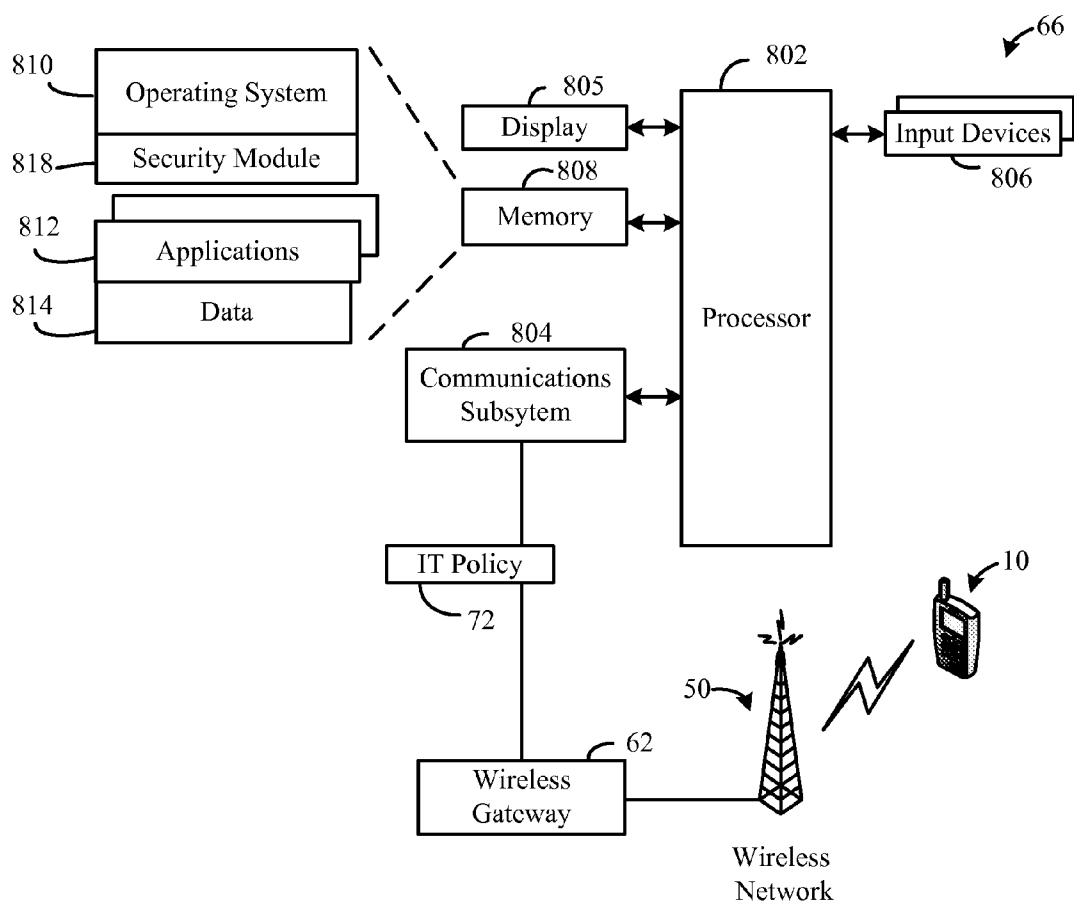 66
810
Operating System
818
Security Module
812
Applications
814
Data
805
Display
808
Memory
802
Processor
Input Devices
806
804
Communications
Subsytem
IT Policy
72
62
Wireless
Gateway
50
10
Wireless
Network